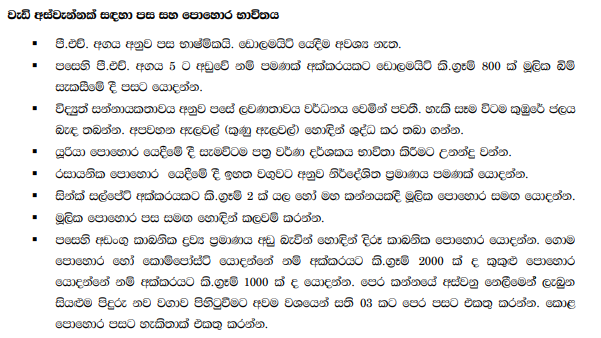 වැඩි අස්වැන්නක් සඳහා පස සහ පොහොර භාවිතය
▪ පී.එච්. අගය අනුව පස භාෂ්මිකයි. ඩොලමයිට් යෙදීම අවශ්‍ය නැත.
▪ පසෙහි පී.එච්. අගය 5 ට අඩුවේ නම් පමණක් අක්කරයකට ඩොලමයිට් කි.ග්‍රෑම් 800 ක් මූලික බිම්
සැකසීමේ දී පසට යොදන්න.
▪ විද්‍යුත් සන්නායකතාවය අනුව පසේ ලවණතාවය වර්ධනය වෙමින් පවතී. හැකි සෑම විටම කුඹුරේ ජලය
බැඳ තබන්න. අපවහන ඇලවල් (කුණු ඇලවල්) හොඳින් ශුද්ධ කර තබා ගන්න.
▪ යූරියා පොහොර යෙදීමේ දී සැමවිටම පත්‍ර වර්ණ දර්ශකය භාවිතා කිරීමට උනන්දු වන්න.
▪ රසායනික පොහොර යෙදීමේ දී ඉහත වගුවට අනුව නිර්දේශිත ප්‍රමාණය පමණක් යොදන්න.
▪ සින්ක් සල්පේට් අක්කරයකට කි.ග්‍රෑම් 2 ක් යල හෝ මහ කන්නයකදී මූලික පොහොර සමඟ යොදන්න.
▪ මූලික පොහොර පස සමඟ හොඳින් කලවම් කරන්න.
▪ පසෙහි අඩංගු කාබනික ද්‍රව්‍ය ප්‍රමාණය අඩු බැවින් හොඳින් දිරූ කාබනික පොහොර යොදන්න. ගොම
පොහොර හෝ කොම්පෝස්ට් යොදන්නේ නම් අක්කරයට කි.ග්‍රෑම් 2000 ක් ද කුකුළු පොහොර
යොදන්නේ නම් අක්කරයට කි.ග්‍රෑම් 1000 ක් ද යොදන්න. පෙර කන්නයේ අස්වනු නෙලීමෙන් ලැබුන
සියළුම පිදුරු නව වගාව පිහිටුවීමට අවම වශයෙන් සති 03 කට පෙර පසට එකතු කරන්න. කොළ
පොහොර පසට හැකිතාක් එකතු කරන්න.